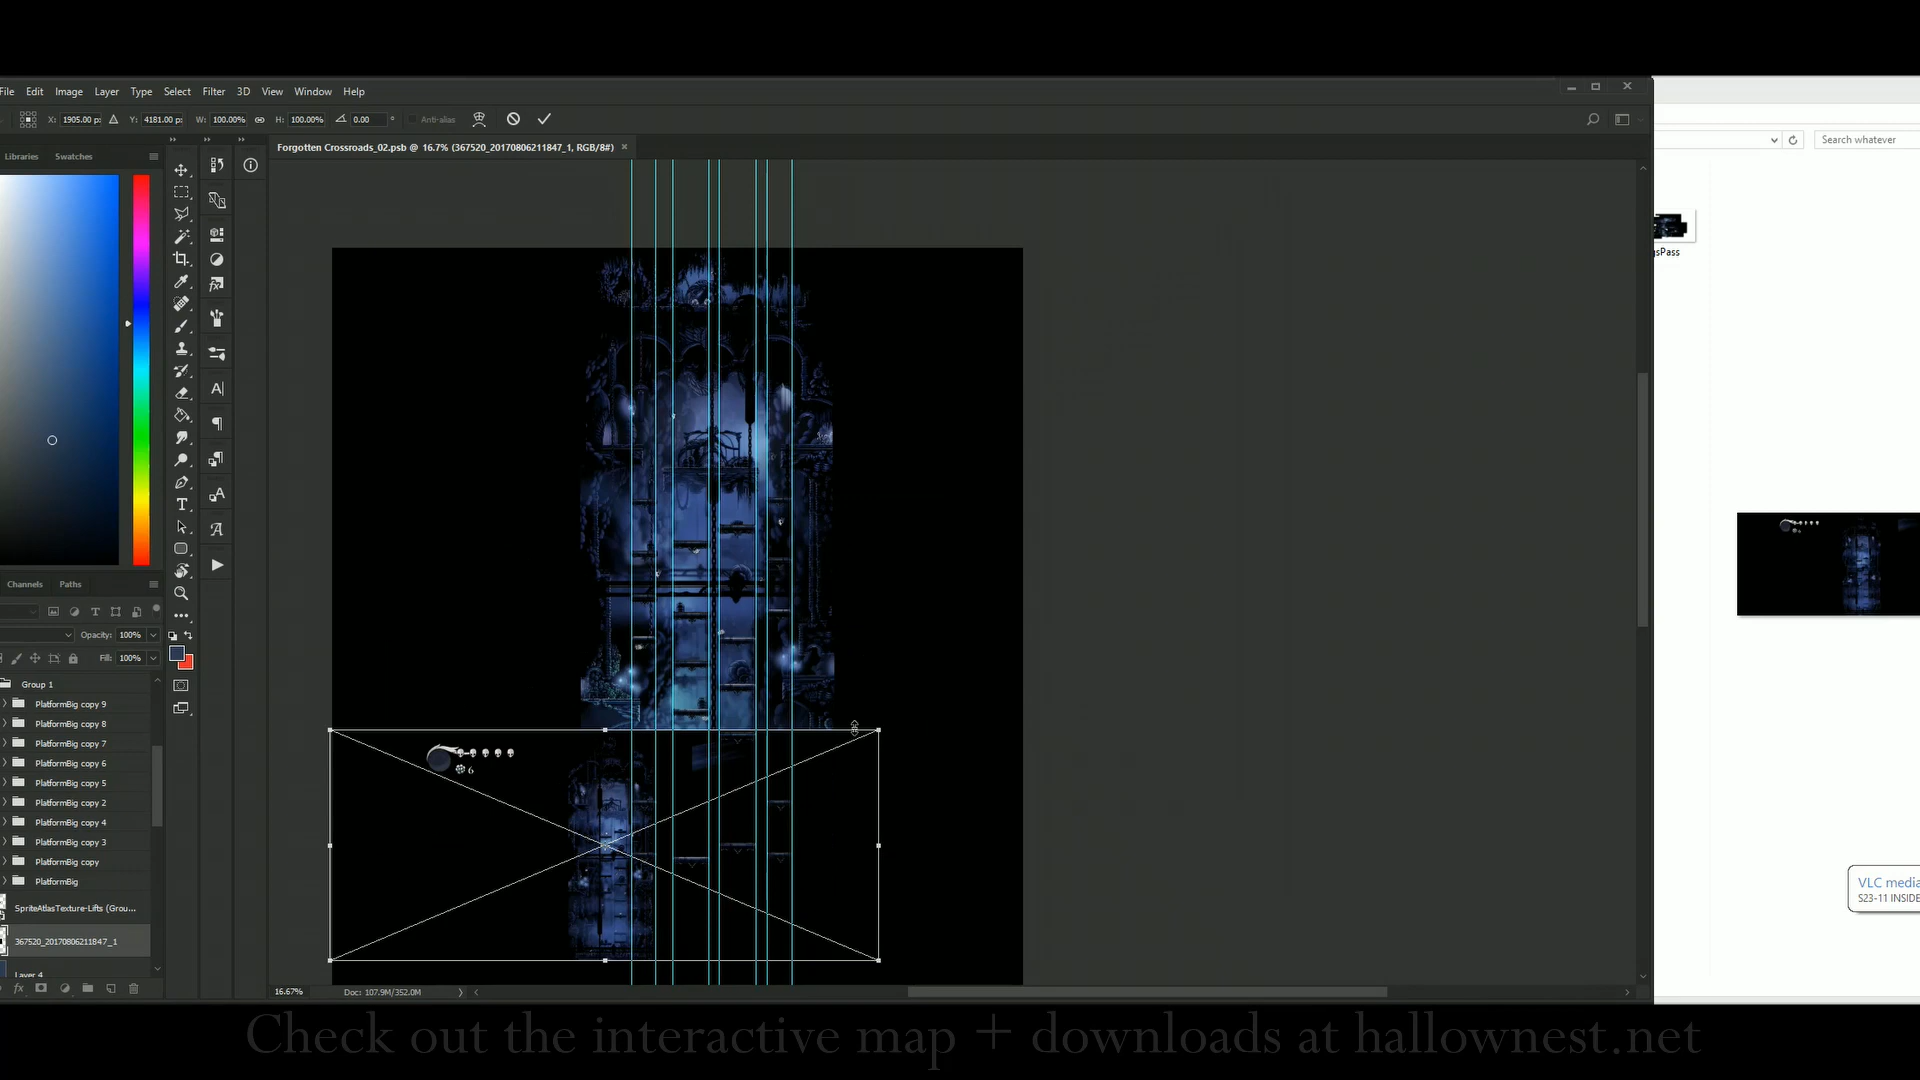 File Edit Image Layer Type Select Filter 3D View Window Help
X: 1905.00 p: Y: 4181.00 p: W: 100.00% H: 100.00% 0.00 ° Anti-alias
Forgotten Crossroads_02.psb @ 16.7% (367520_20170806211847_1, RGB/8#) ×
Search whatever
Libraries Swatches
gsPass
6
Channels Paths
Opacity: 100%
Fill: 100%
Group 1
PlatformBig copy 9
PlatformBig copy 8
PlatformBig copy 7
PlatformBig copy 6
PlatformBig copy 5
PlatformBig copy 2
PlatformBig copy 4
PlatformBig copy 3
PlatformBig copy
PlatformBig
SpriteAtlasTexture-Lifts (Grou...
367520_20170806211847_1
Layer 4
VLC media
S23-11 INSIDE
16.67% Doc: 107.9M/352.0M
Check out the interactive map + downloads at hallownest.net